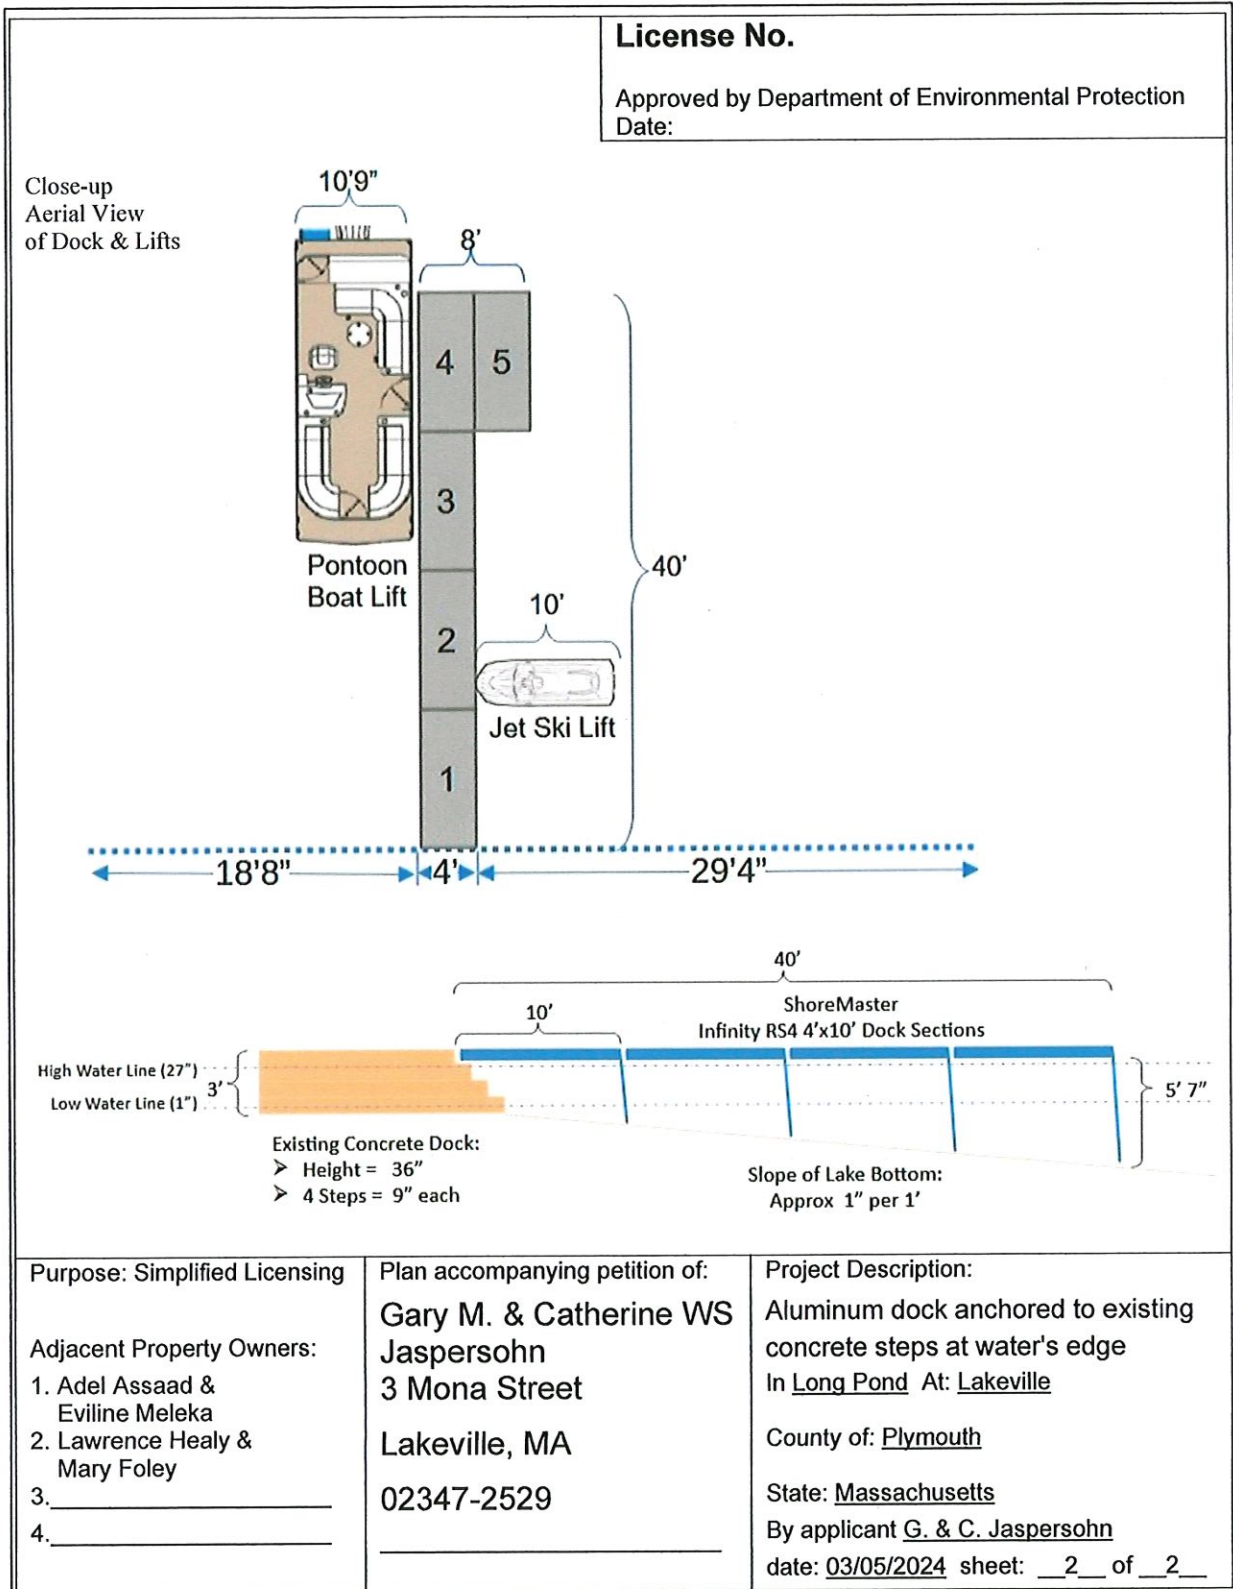 License No.
Approved by Department of Environmental Protection
Date:
Close-up
Aerial View
of Dock & Lifts
10'9"
8'
4
5
3
2
1
Pontoon
Boat Lift
40'
10'
Jet Ski Lift
18'8"
4'
29'4"
40'
10'
ShoreMaster
Infinity RS4 4'x10' Dock Sections
High Water Line (27")
3'
Low Water Line (1")
5' 7"
Existing Concrete Dock:
➢ Height = 36"
➢ 4 Steps = 9" each
Slope of Lake Bottom:
Approx 1" per 1'
Purpose: Simplified Licensing
Adjacent Property Owners:
1. Adel Assaad &
Eviline Meleka
2. Lawrence Healy &
Mary Foley
3.
4.
Plan accompanying petition of:
Gary M. & Catherine WS
Jaspersohn
3 Mona Street
Lakeville, MA
02347-2529
Project Description:
Aluminum dock anchored to existing
concrete steps at water's edge
In Long Pond At: Lakeville
County of: Plymouth
State: Massachusetts
By applicant G. & C. Jaspersohn
date: 03/05/2024 sheet: __2__ of __2__